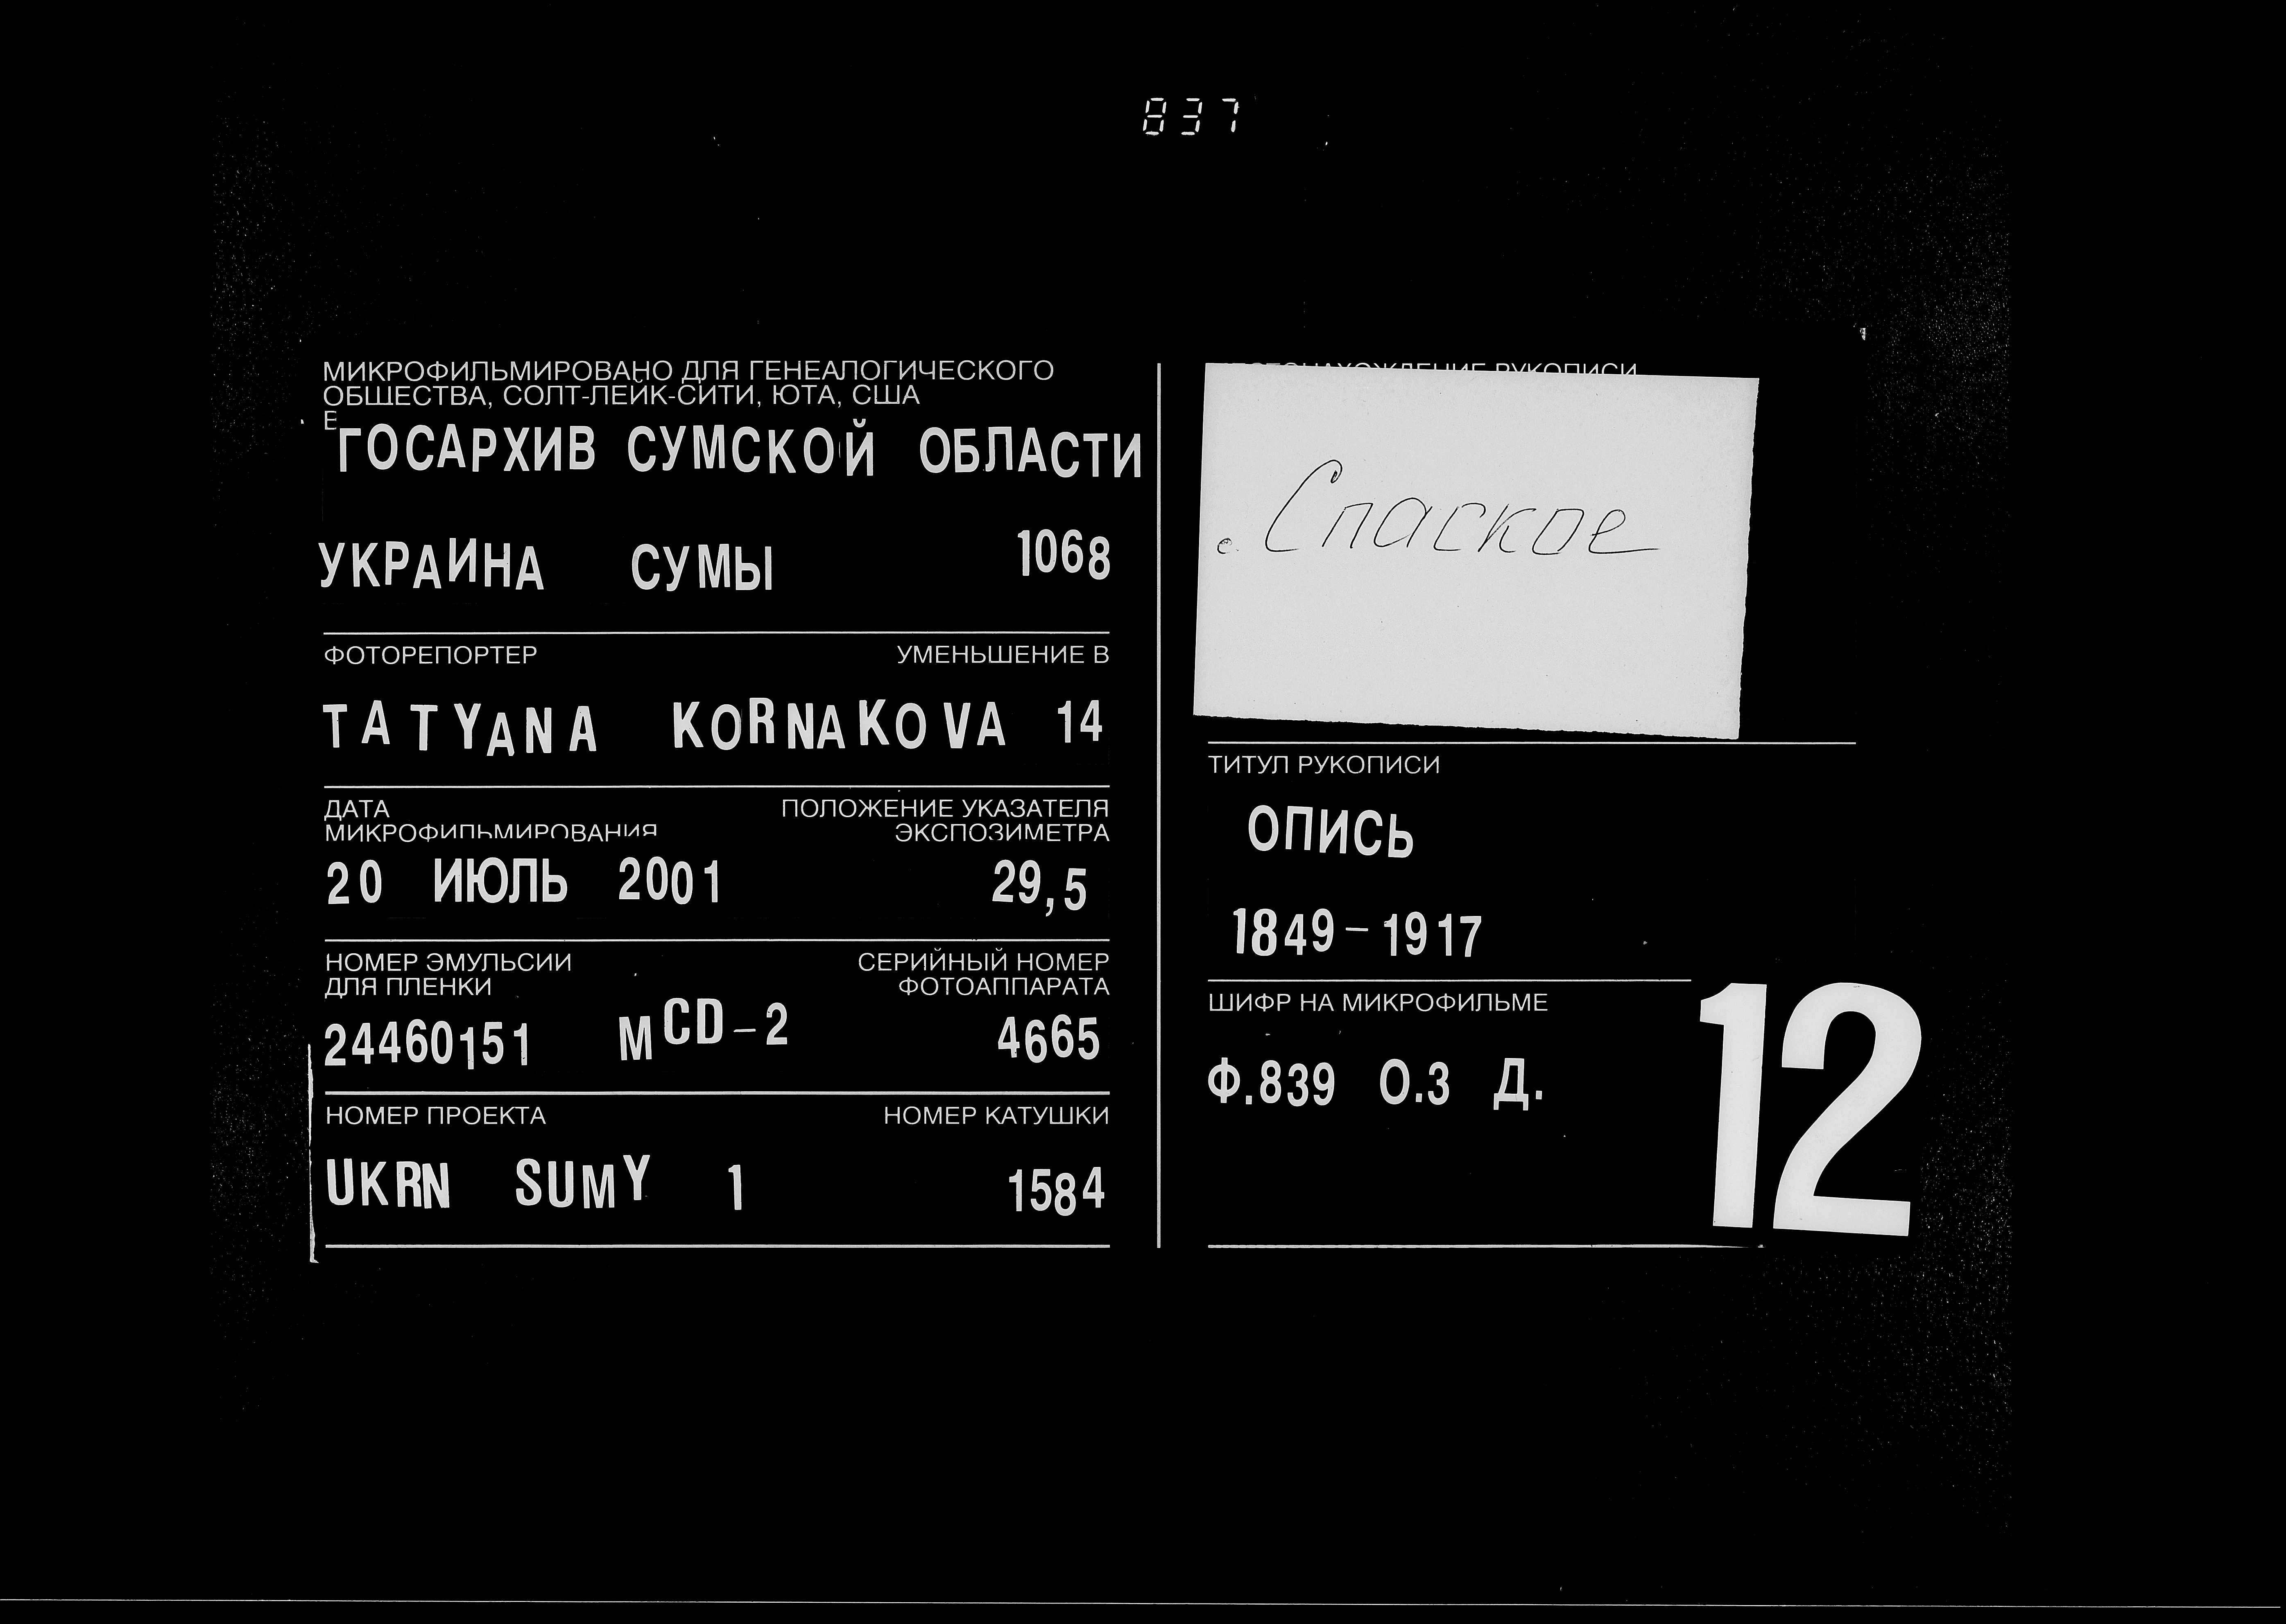 837
МИКРОФИЛЬМИРОВАНО ДЛЯ ГЕНЕАЛОГИЧЕСКОГО
ОБЩЕСТВА, СОЛТ-ЛЕЙК-СИТИ, ЮТА, США
Е
ГОСАРХИВ СУМСКОЙ ОБЛАСТИ
УКРАИНА СУМЫ 1068
ФОТОРЕПОРТЕР УМЕНЬШЕНИЕ В
TATYANA KORNAKOVA 14
ДАТА ПОЛОЖЕНИЕ УКАЗАТЕЛЯ
МИКРОФИЛЬМИРОВАНИЯ ЭКСПОЗИМЕТРА
20 ИЮЛЬ 2001 29,5
НОМЕР ЭМУЛЬСИИ СЕРИЙНЫЙ НОМЕР
ДЛЯ ПЛЕНКИ ФОТОАППАРАТА
24460151 MCD-2 4665
НОМЕР ПРОЕКТА НОМЕР КАТУШКИ
UKRN SUMY 1 1584
РУКОПИСИ
с. Спаское
ТИТУЛ РУКОПИСИ
ОПИСЬ
1849-1917
ШИФР НА МИКРОФИЛЬМЕ
Ф.839 О.3 Д.
12